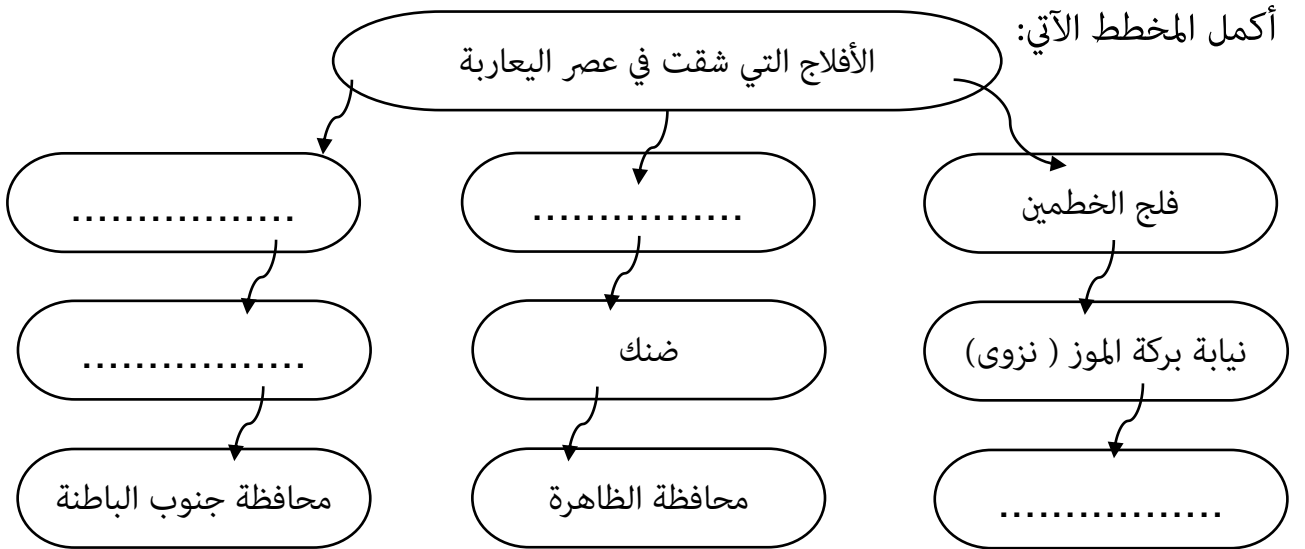 أكمل المخطط الآتي:
الأفلاج التي شقت في عصر اليعاربة
فلج الخطمين
................
.................
نيابة بركة الموز ( نزوى)
ضنك
.................
.................
محافظة الظاهرة
محافظة جنوب الباطنة